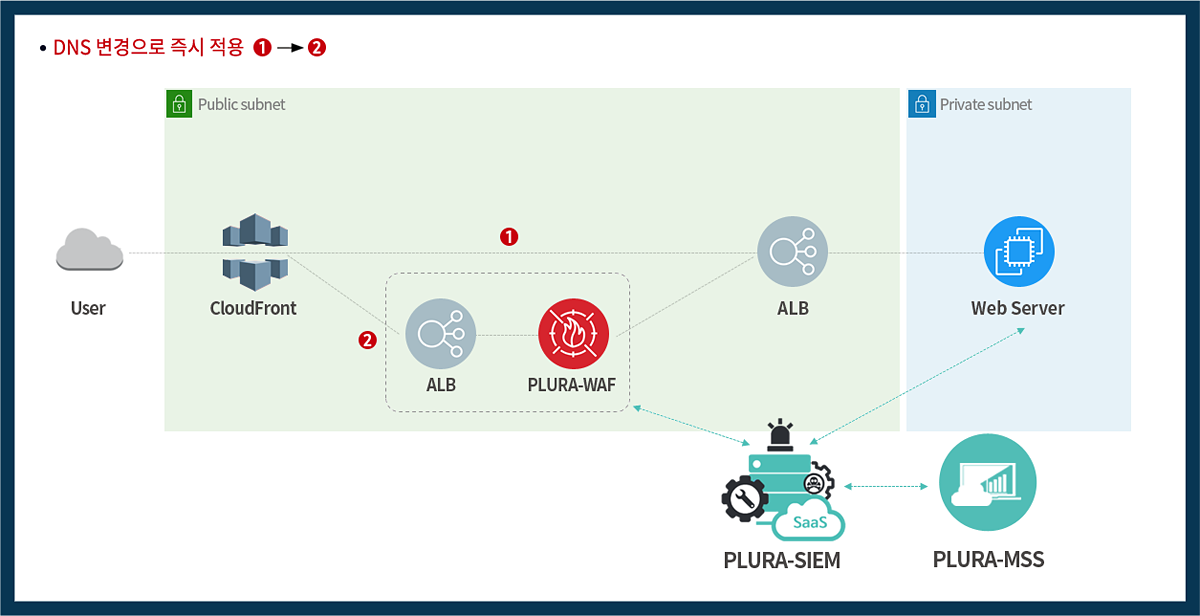 • DNS 변경으로 즉시 적용 ❶ → ❷
Public subnet
Private subnet
❶
User
CloudFront
ALB
Web Server
❷
ALB
PLURA-WAF
SaaS
PLURA-SIEM
PLURA-MSS